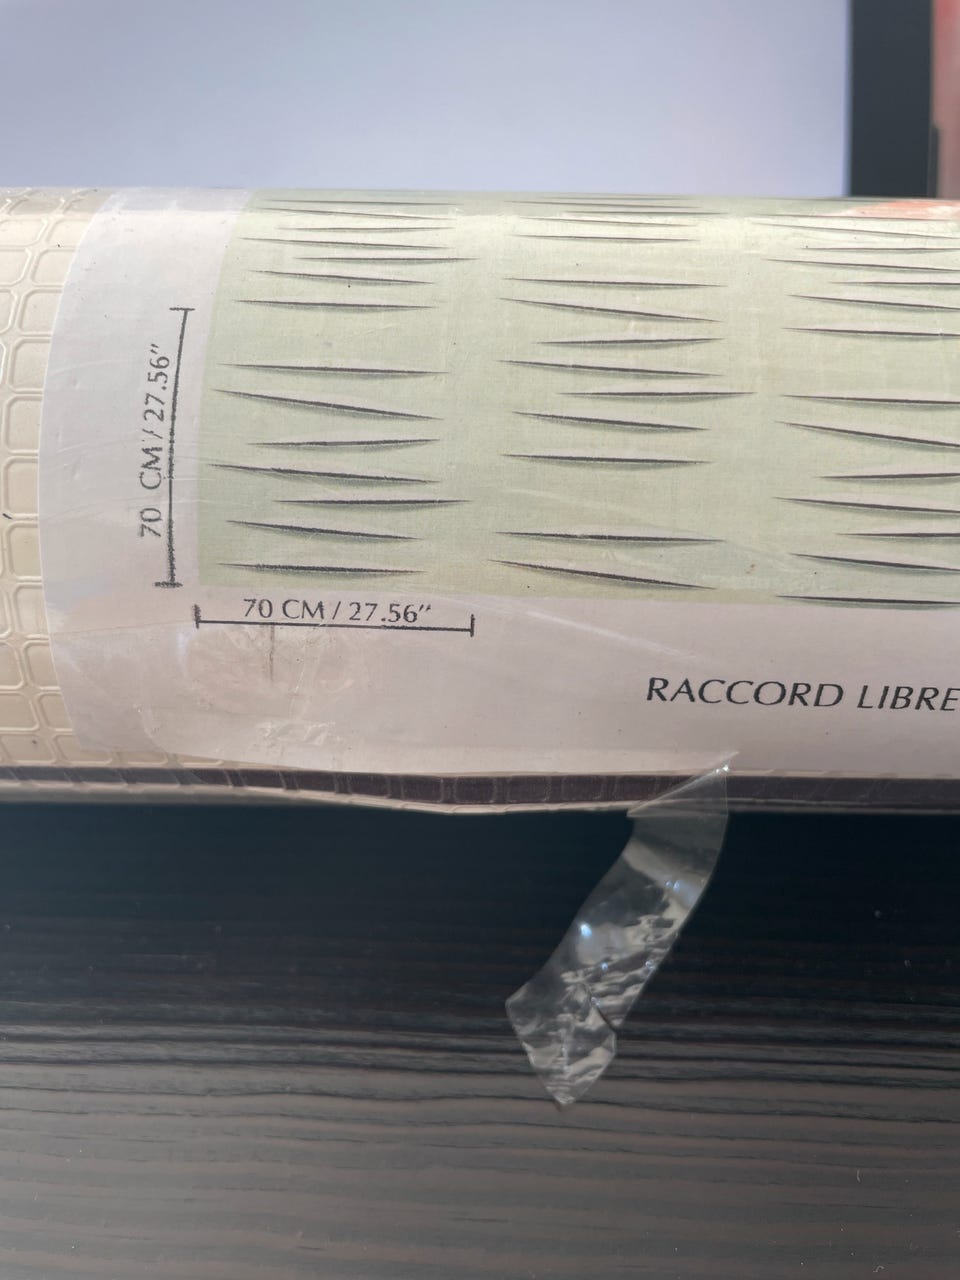 70 CM / 27.56"
70 CM / 27.56"
RACCORD LIBRE